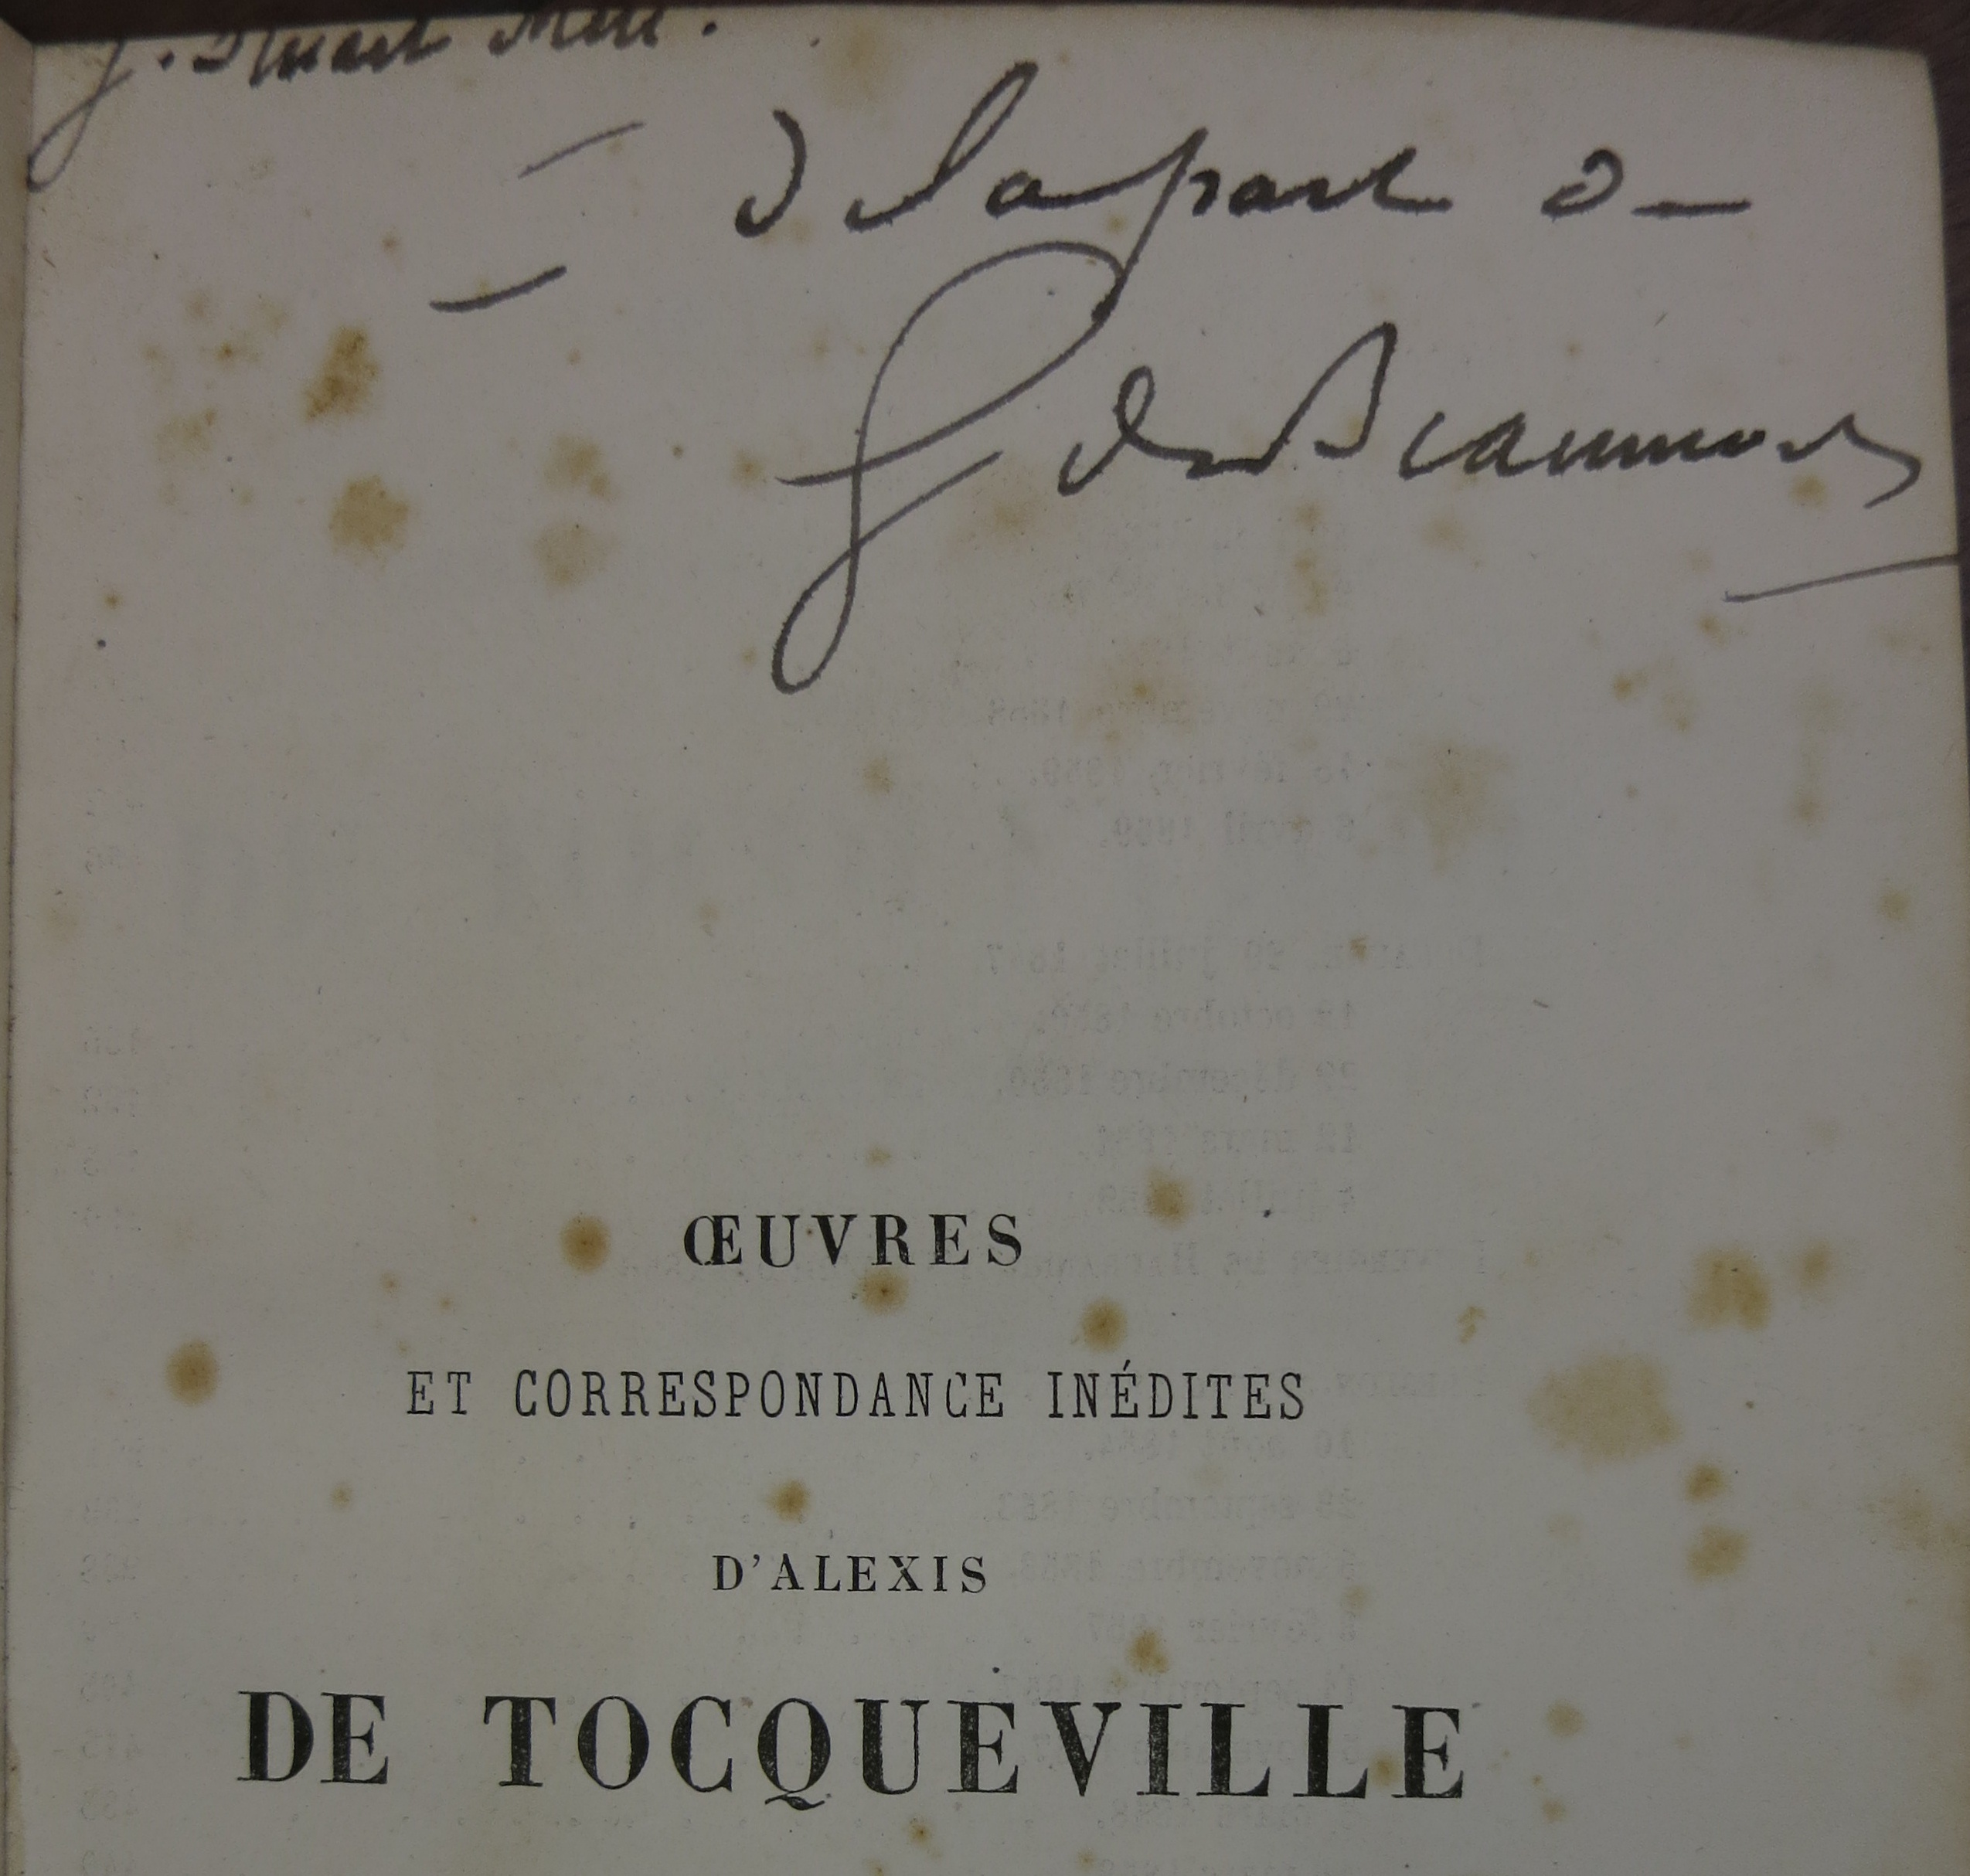 J. Stuart Mill.
de la part de
G de Beaumont
ŒUVRES
ET CORRESPONDANCE INÉDITES
D'ALEXIS
DE TOCQUEVILLE